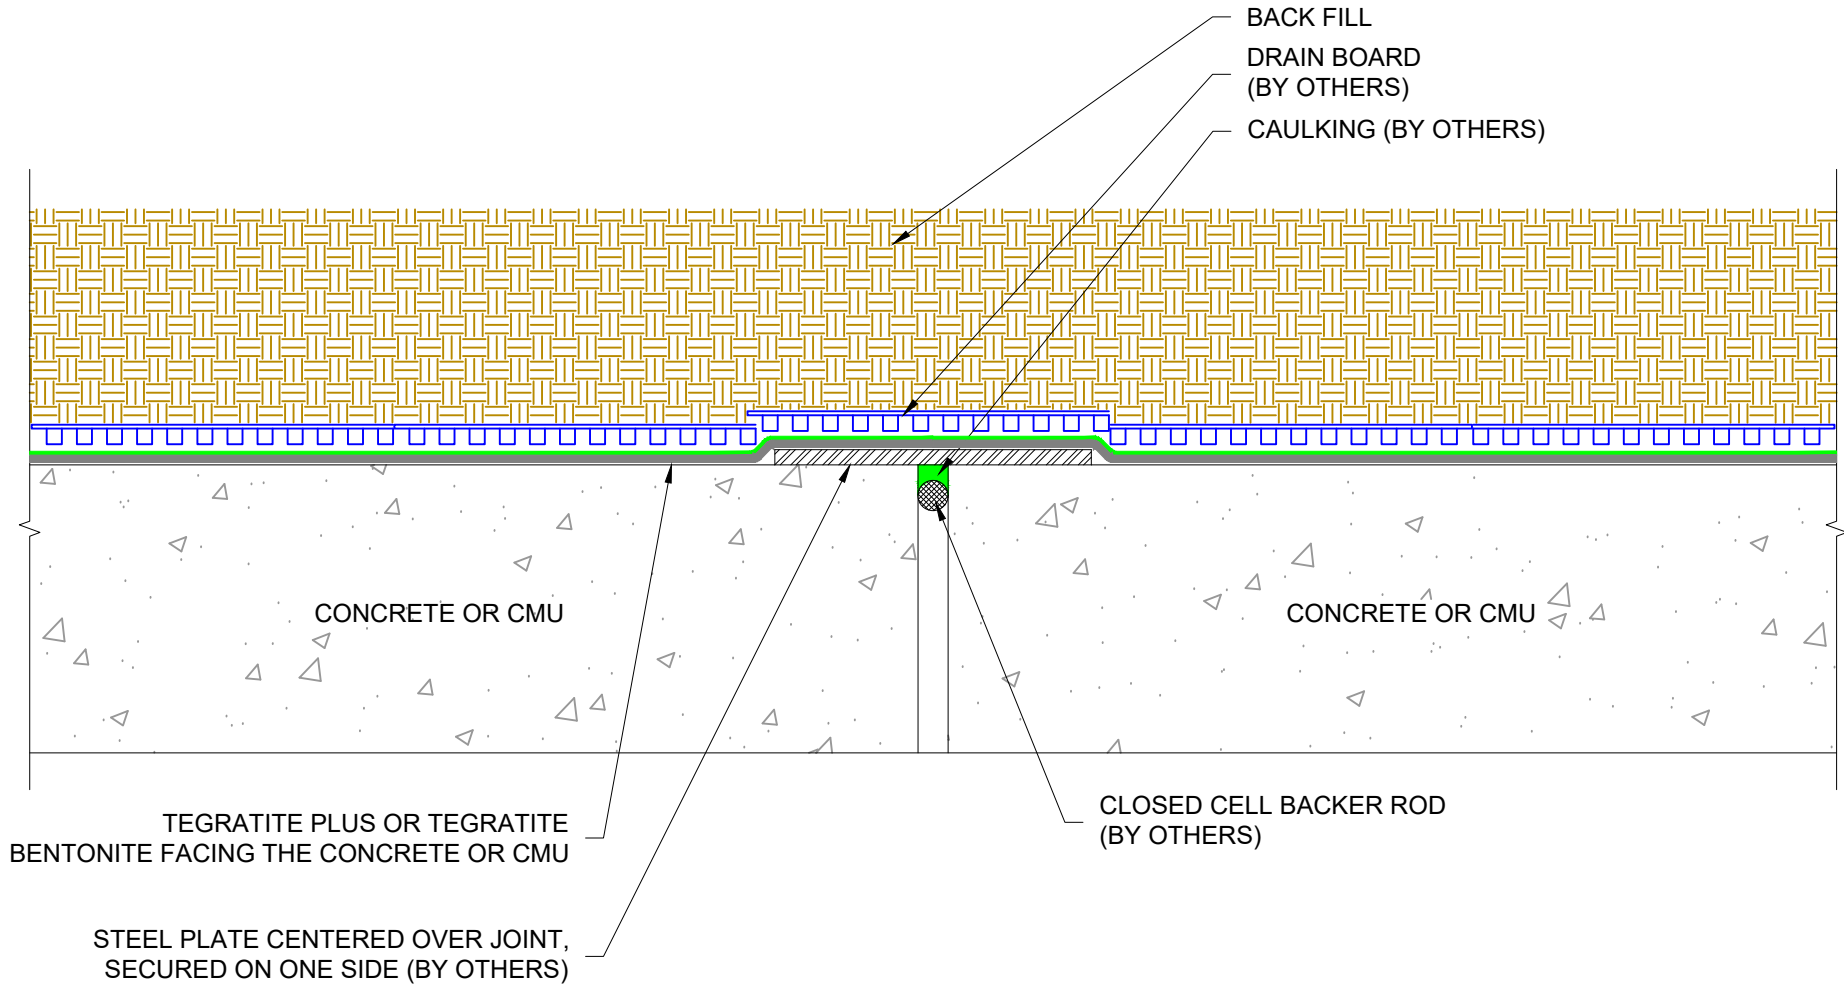 BACK FILL
DRAIN BOARD
(BY OTHERS)
CAULKING (BY OTHERS)
CONCRETE OR CMU
CONCRETE OR CMU
TEGRATITE PLUS OR TEGRATITE
BENTONITE FACING THE CONCRETE OR CMU
CLOSED CELL BACKER ROD
(BY OTHERS)
STEEL PLATE CENTERED OVER JOINT,
SECURED ON ONE SIDE (BY OTHERS)